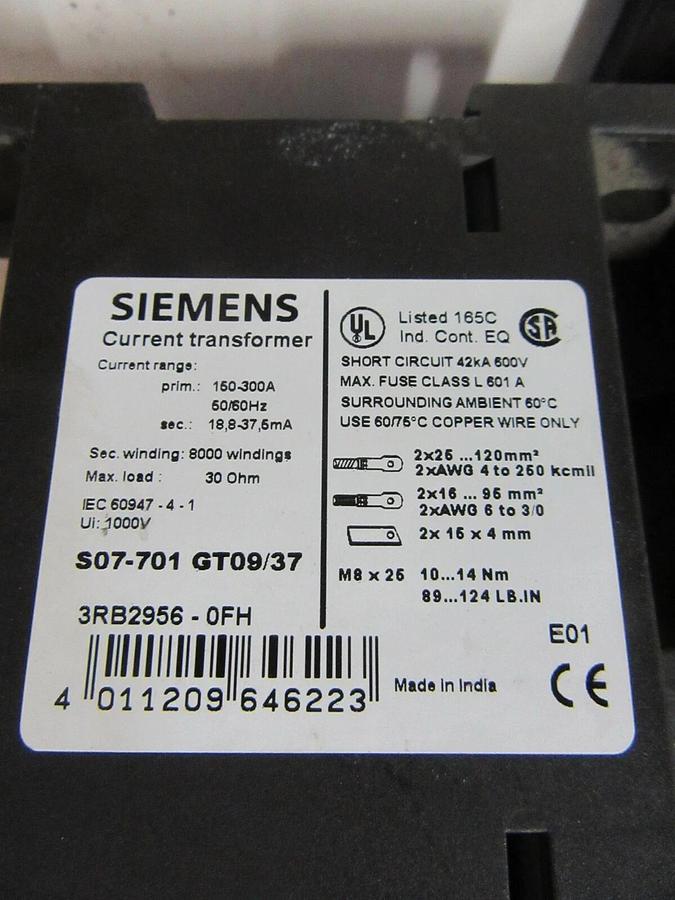 SIEMENS
Current transformer
Current range:
prim.: 150-300A
50/60Hz
sec.: 18,8-37,5mA
Sec. winding: 8000 windings
Max. load : 30 Ohm
IEC 60947 - 4 - 1
Ui: 1000V
S07-701 GT09/37
3RB2956 - 0FH
4 011209 646223
UL Listed 165C
Ind. Cont. EQ
SA
SHORT CIRCUIT 42kA 600V
MAX. FUSE CLASS L 601 A
SURROUNDING AMBIENT 60°C
USE 60/75°C COPPER WIRE ONLY
2x25 ...120mm²
2xAWG 4 to 250 kcmil
2x16 ... 95 mm²
2xAWG 6 to 3/0
2x 15 x 4 mm
M8 x 25 10...14 Nm
89...124 LB.IN
E01
Made in India
CE